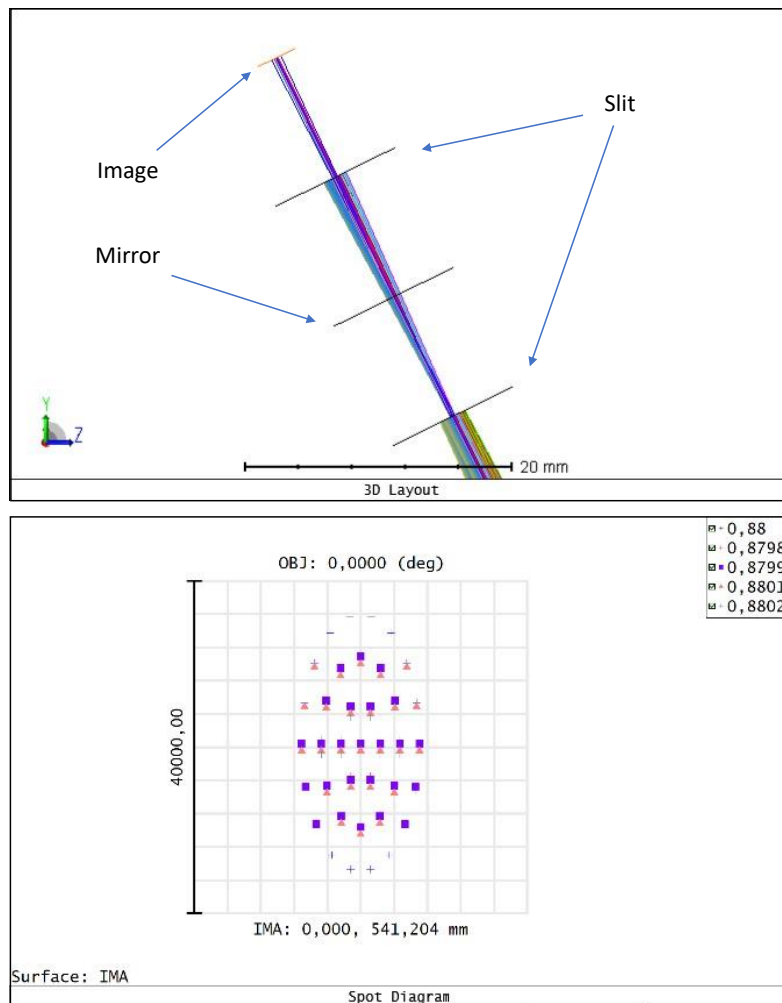 Slit
Image
Mirror
Y
Z
20 mm
3D Layout
0,88
0,8798
0,8799
0,8801
0,8802
OBJ: 0,0000 (deg)
40000,00
IMA: 0,000, 541,204 mm
Surface: IMA
Spot Diagram